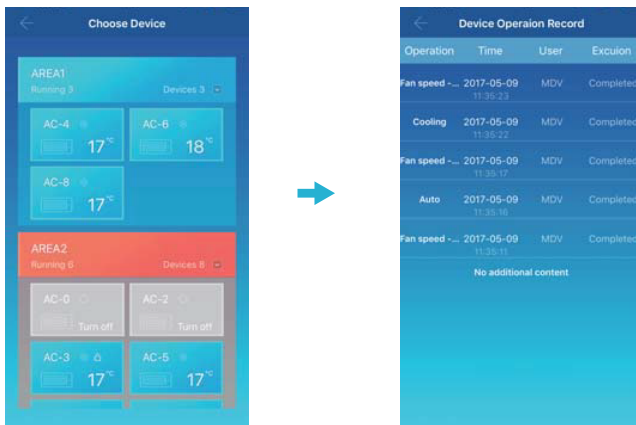 Choose Device
AREA1
Running 3 Devices 3
AC-4 17°C
AC-6 18°C
AC-8 17°C
AREA2
Running 6 Devices 8
AC-0 Turn off
AC-2 Turn off
AC-3 17°C
AC-5 17°C
Device Operaion Record
Operation Time User Excuion
Fan speed -... 2017-05-09 MDV Completed
11:35:23
Cooling 2017-05-09 MDV Completed
11:35:22
Fan speed -... 2017-05-09 MDV Completed
11:35:17
Auto 2017-05-09 MDV Completed
11:35:16
Fan speed -... 2017-05-09 MDV Completed
11:35:11
No additional content